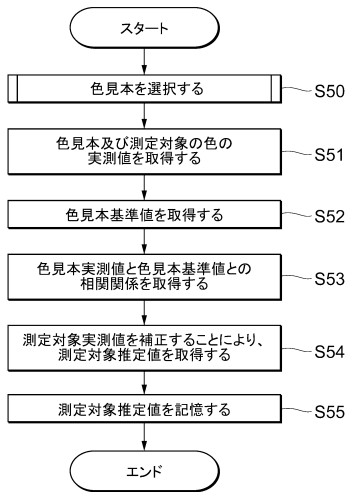 スタート
色見本を選択する
S50
色見本及び測定対象の色の
実測値を取得する
S51
色見本基準値を取得する
S52
色見本実測値と色見本基準値との
相関関係を取得する
S53
測定対象実測値を補正することにより、
測定対象推定値を取得する
S54
測定対象推定値を記憶する
S55
エンド